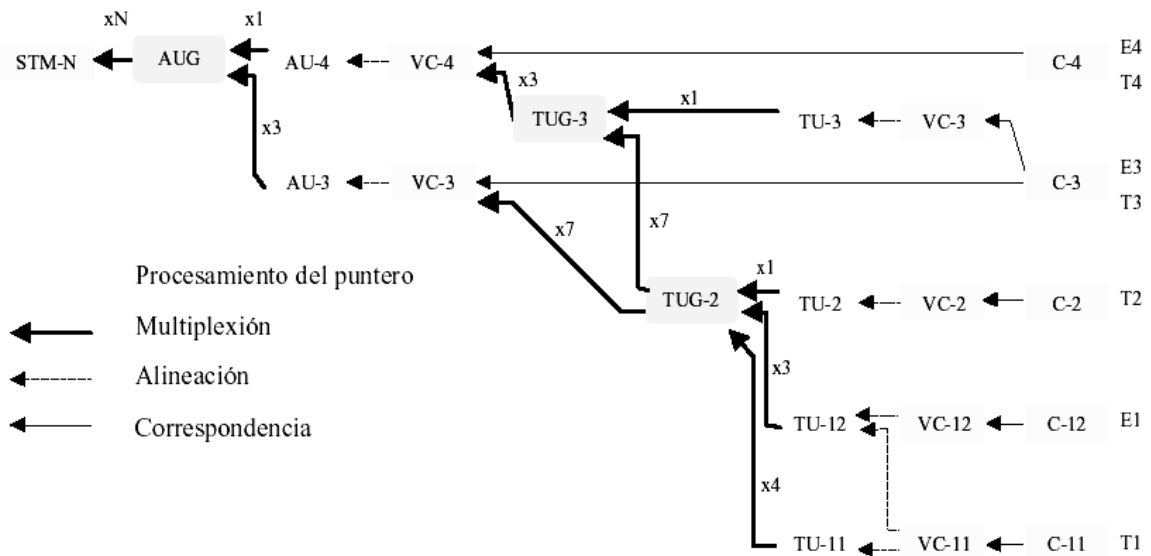 xN
x1
STM-N
AUG
AU-4
VC-4
C-4
E4
T4
x3
x1
TUG-3
TU-3
VC-3
x3
AU-3
VC-3
C-3
E3
T3
x7
x7
Procesamiento del puntero
x1
TUG-2
TU-2
VC-2
C-2
T2
Multiplexión
x3
Alineación
TU-12
VC-12
C-12
E1
Correspondencia
x4
TU-11
VC-11
C-11
T1